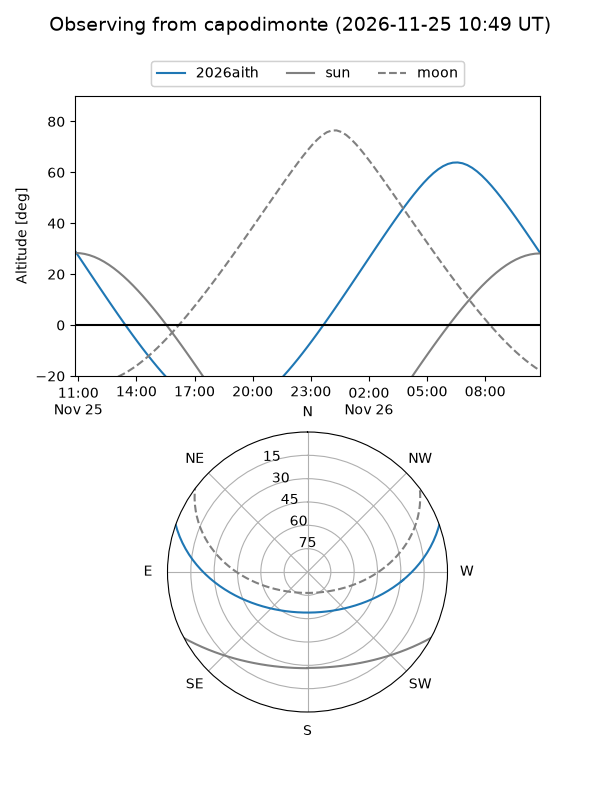 Observing from capodimonte (2026-11-25 10:49 UT)
2026aith sun moon
Altitude [deg]
80
60
40
20
0
−20
11:00 14:00 17:00 20:00 23:00 02:00 05:00 08:00
Nov 25 Nov 26
N
NE NW
15
30
45
60
75
E W
SE SW
S